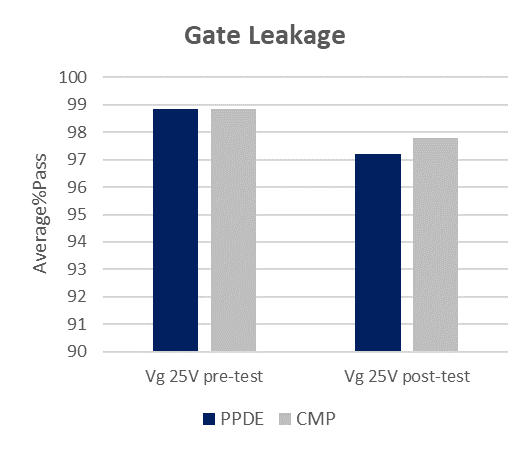 Gate Leakage
100
99
98
97
96
95
94
93
92
91
90
Average%Pass
Vg 25V pre-test
Vg 25V post-test
PPDE
CMP